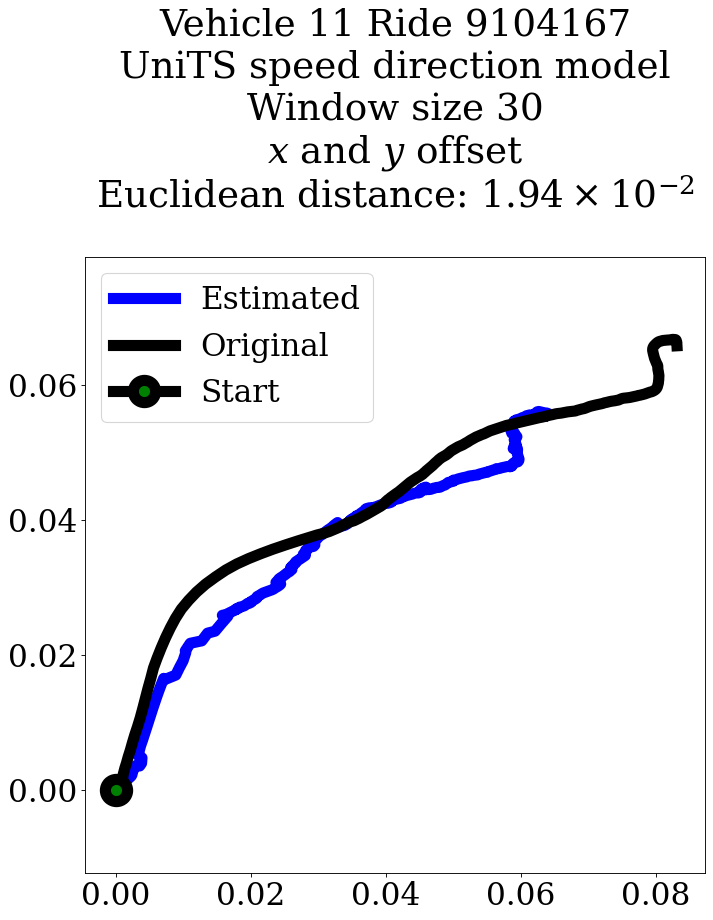 Vehicle 11 Ride 9104167
UniTS speed direction model
Window size 30
x and y offset
Euclidean distance: 1.94 × 10⁻²
Estimated
Original
Start
0.06
0.04
0.02
0.00
0.00 0.02 0.04 0.06 0.08